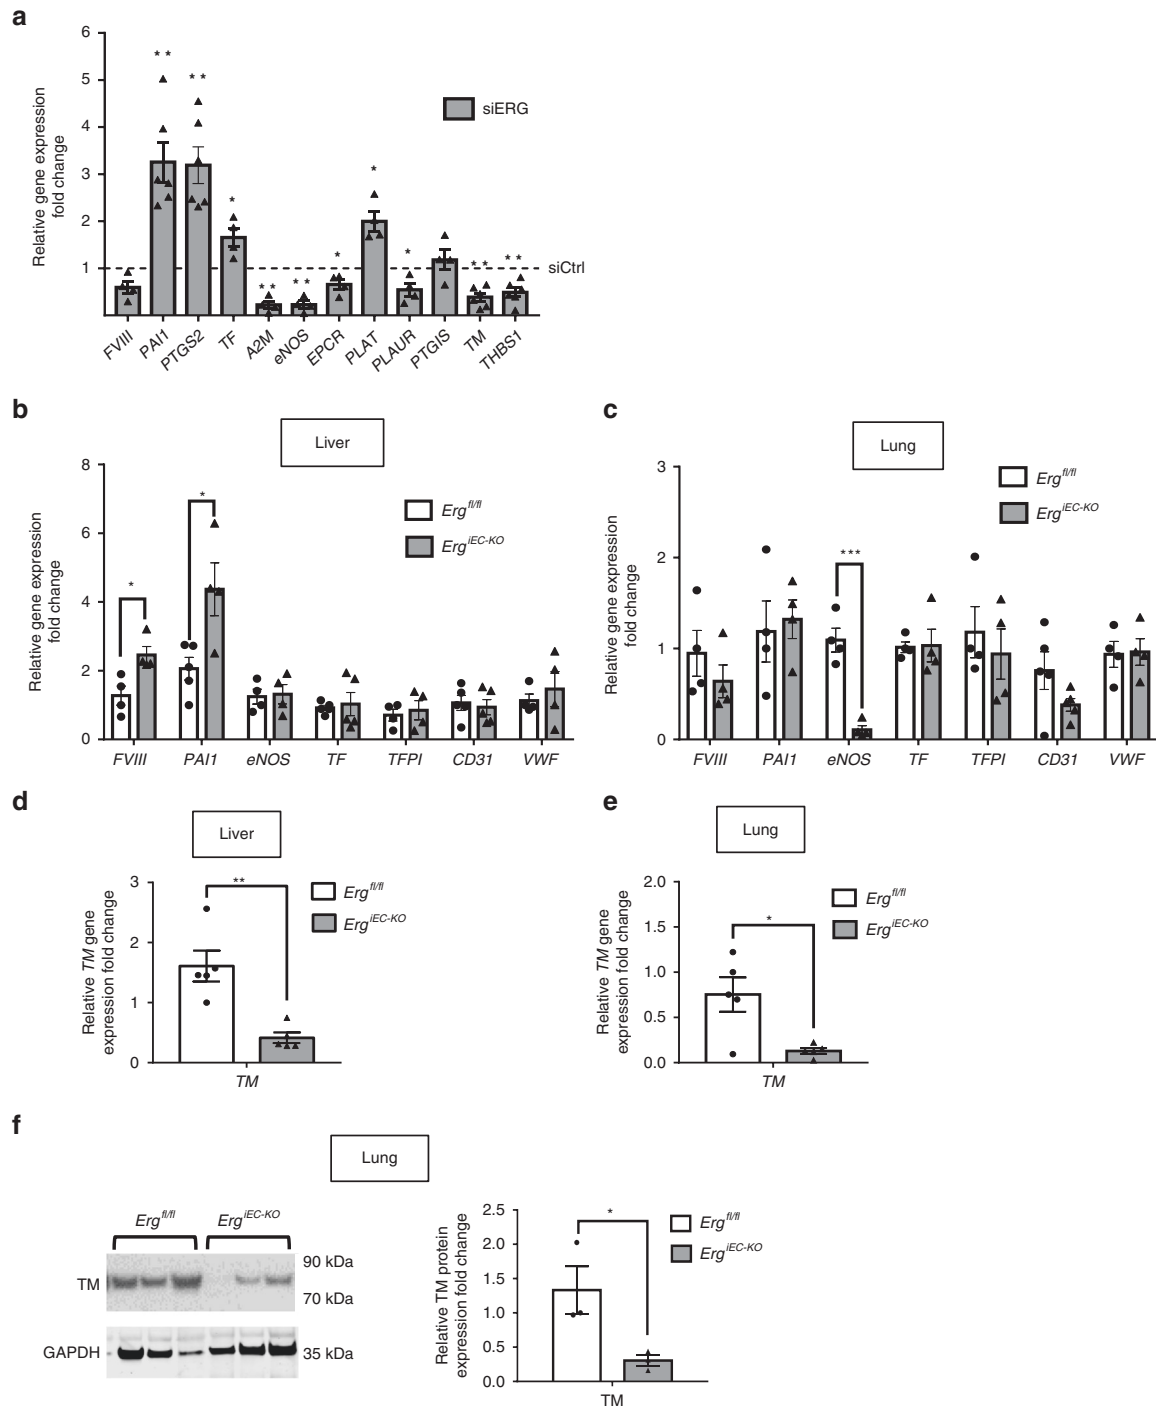 a
Relative gene expression
fold change
6
5
4
3
2
1
* *
* *
*
* *
* *
*
*
*
* *
* *
siERG
siCtrl
FVIII PAI1 PTGS2 TF A2M eNOS EPCR PLAT PLAUR PTGIS TM THBS1
b
Liver
Relative gene expression
fold change
8
6
4
2
0
*
*
Erg fl/fl
Erg iEC-KO
FVIII PAI1 eNOS TF TFPI CD31 VWF
c
Lung
Relative gene expression
fold change
3
2
1
0
***
Erg fl/fl
Erg iEC-KO
FVIII PAI1 eNOS TF TFPI CD31 VWF
d
Liver
Relative TM gene
expression fold change
3
2
1
0
**
Erg fl/fl
Erg iEC-KO
TM
e
Lung
Relative TM gene
expression fold change
2.0
1.5
1.0
0.5
0.0
*
Erg fl/fl
Erg iEC-KO
TM
f
Lung
Erg fl/fl Erg iEC-KO
TM
90 kDa
70 kDa
GAPDH
35 kDa
Relative TM protein
expression fold change
2.5
2.0
1.5
1.0
0.5
0.0
*
Erg fl/fl
Erg iEC-KO
TM